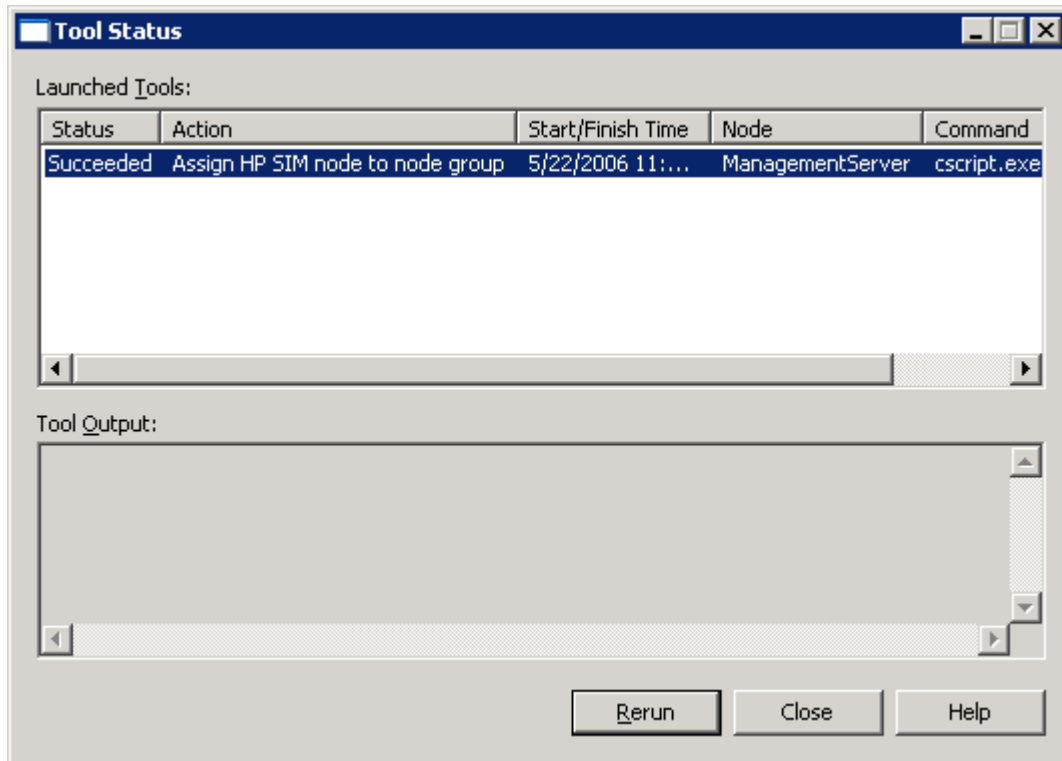 Tool Status
Launched Tools:
Status Action Start/Finish Time Node Command
Succeeded Assign HP SIM node to node group 5/22/2006 11:... ManagementServer cscript.exe
Tool Output:
Rerun Close Help